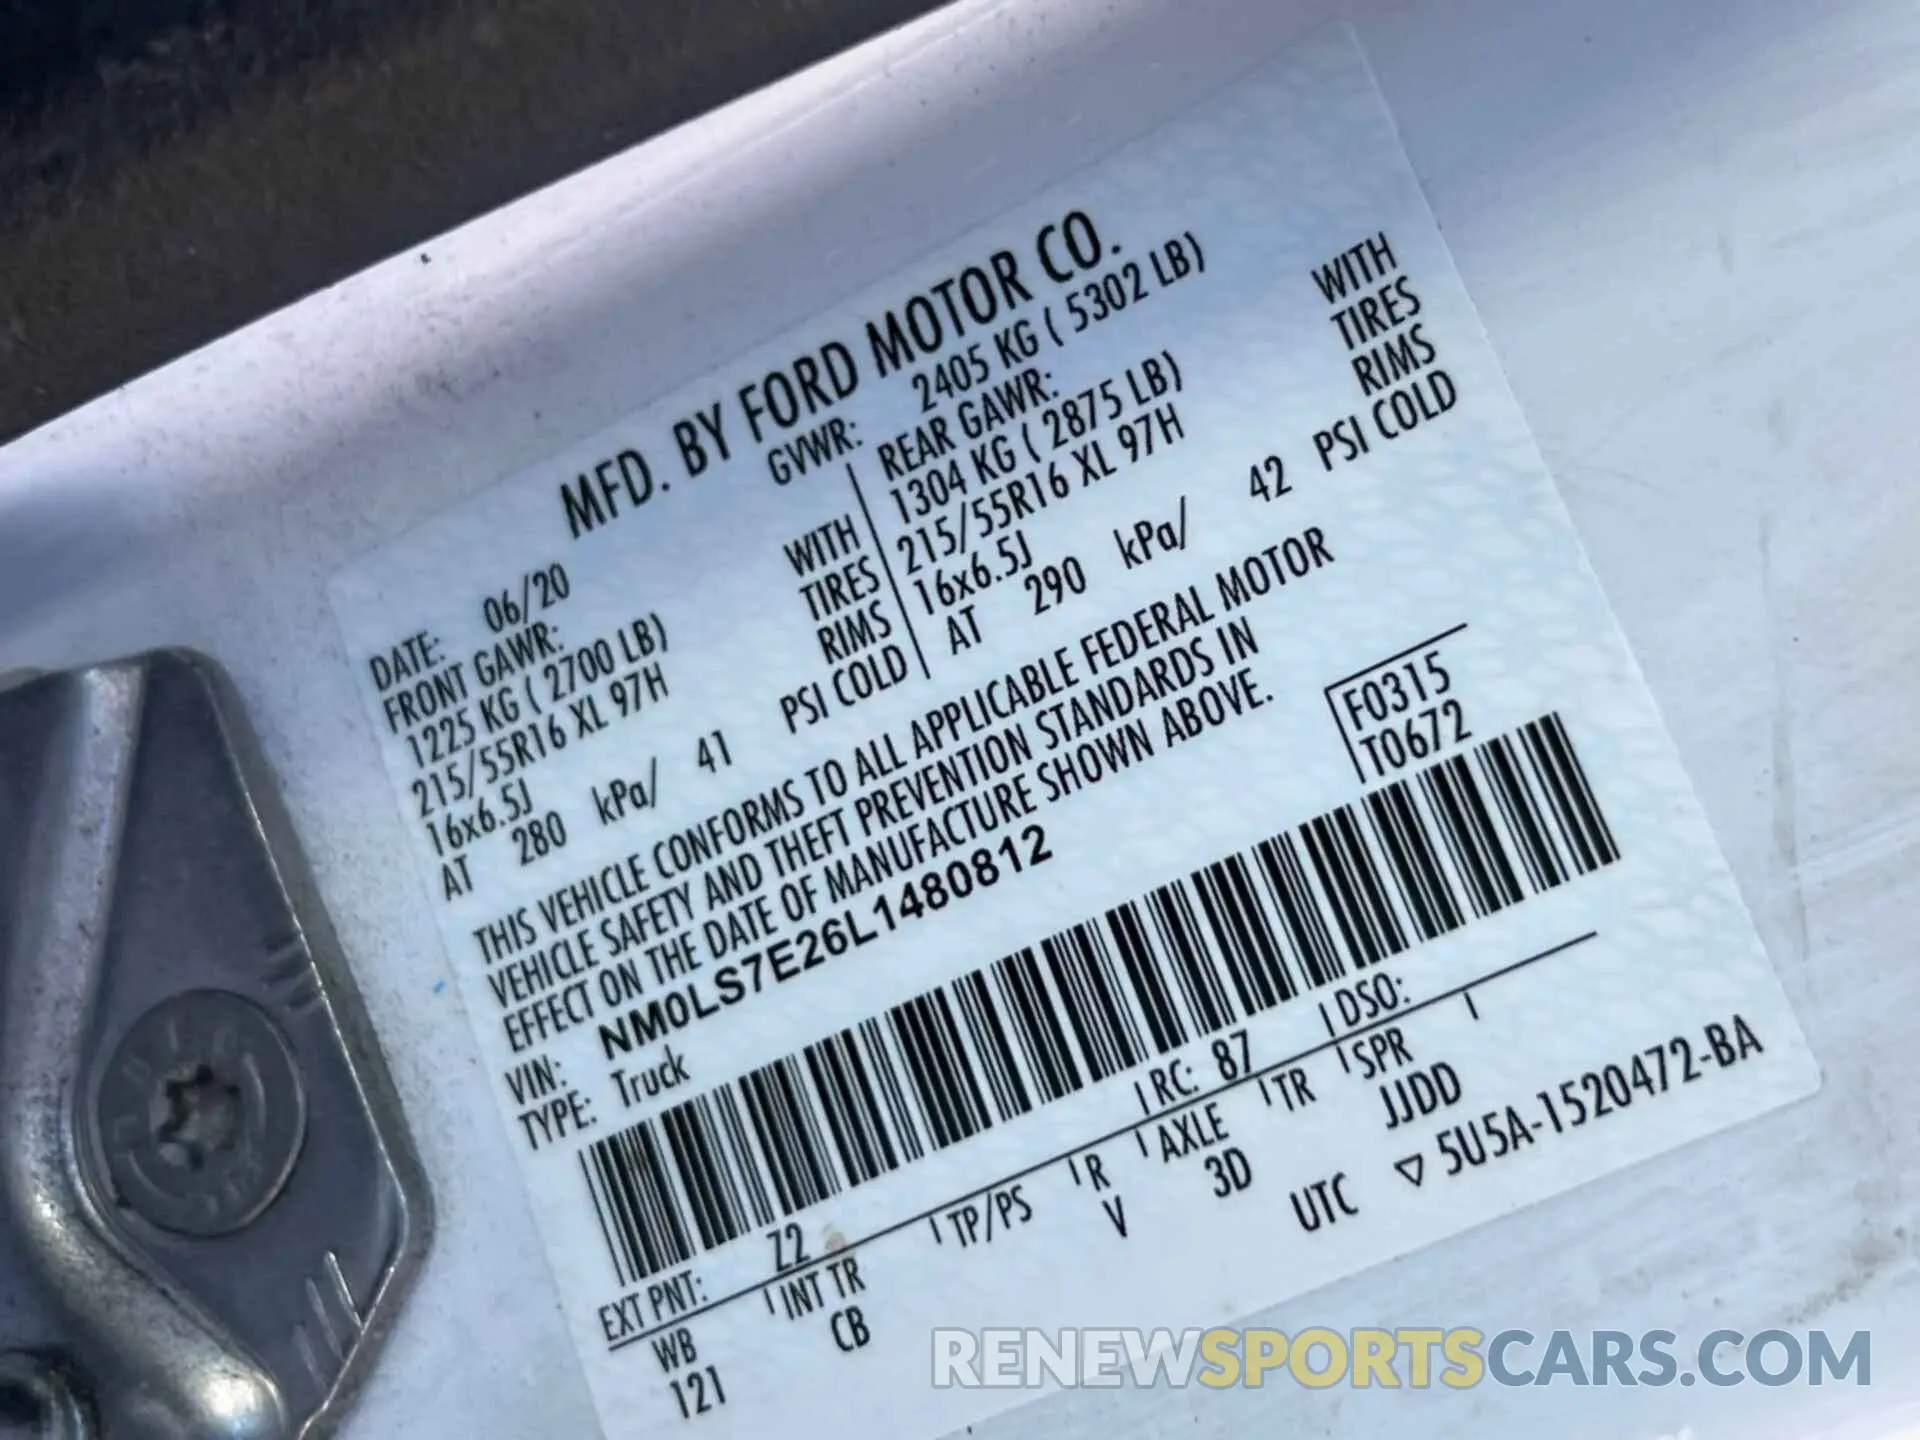 MFD. BY FORD MOTOR CO.
DATE: 06/20 GVWR: 2405 KG ( 5302 LB)
FRONT GAWR: REAR GAWR:
1225 KG ( 2700 LB) WITH 1304 KG ( 2875 LB) WITH
215/55R16 XL 97H TIRES 215/55R16 XL 97H TIRES
16x6.5J RIMS 16x6.5J RIMS
AT 280 kPa/ 41 PSI COLD AT 290 kPa/ 42 PSI COLD
THIS VEHICLE CONFORMS TO ALL APPLICABLE FEDERAL MOTOR
VEHICLE SAFETY AND THEFT PREVENTION STANDARDS IN
EFFECT ON THE DATE OF MANUFACTURE SHOWN ABOVE.
VIN: NM0LS7E26L1480812 F0315
TYPE: Truck T0672
EXT PNT: Z2 RC: 87 DSO:
WB INT TR TP/PS R AXLE TR SPR
121 CB V 3D JJDD
UTC ▽ 5U5A-1520472-BA
RENEWSPORTSCARS.COM